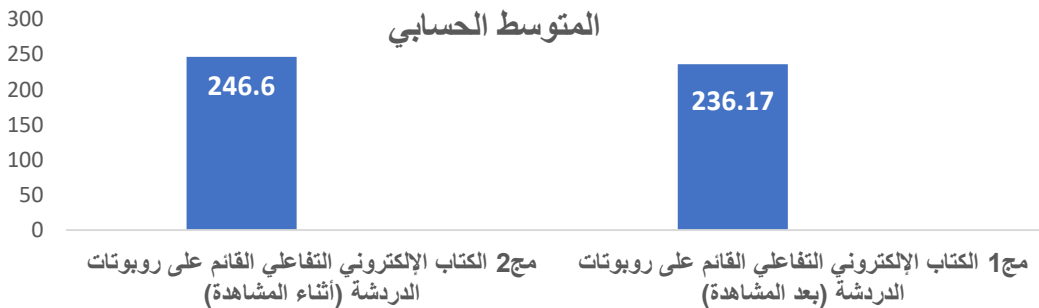 المتوسط الحسابي
300
250
200
150
100
50
0
236.17
246.6
مج1 الكتاب الإلكتروني التفاعلي القائم على روبوتات
الدردشة (بعد المشاهدة)
مج2 الكتاب الإلكتروني التفاعلي القائم على روبوتات
الدردشة (أثناء المشاهدة)